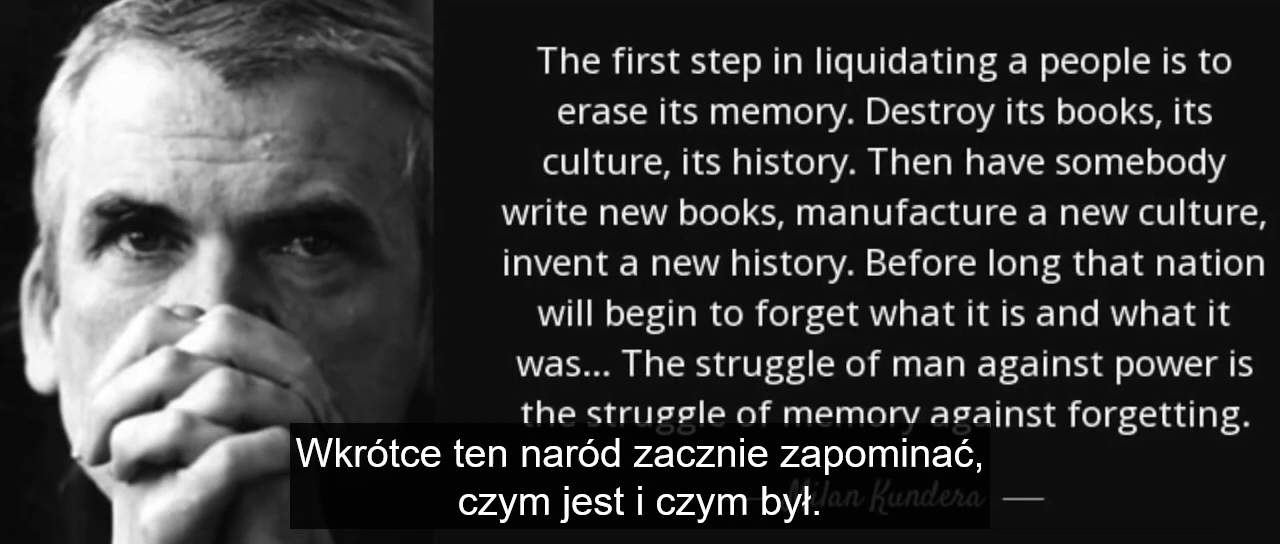 The first step in liquidating a people is to
erase its memory. Destroy its books, its
culture, its history. Then have somebody
write new books, manufacture a new culture,
invent a new history. Before long that nation
will begin to forget what it is and what it
was... The struggle of man against power is
the struggle of memory against forgetting.
Wkrótce ten naród zacznie zapominać,
czym jest i czym był.
— Milan Kundera —